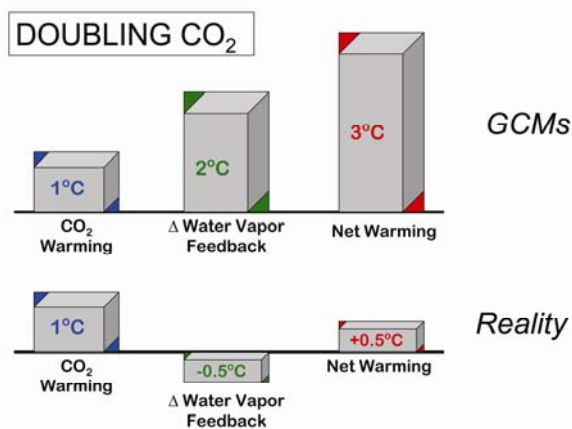 DOUBLING CO₂
1°C
2°C
3°C
GCMs
CO₂
Warming
Δ Water Vapor
Feedback
Net Warming
1°C
-0.5°C
+0.5°C
Reality
CO₂
Warming
Δ Water Vapor
Feedback
Net Warming